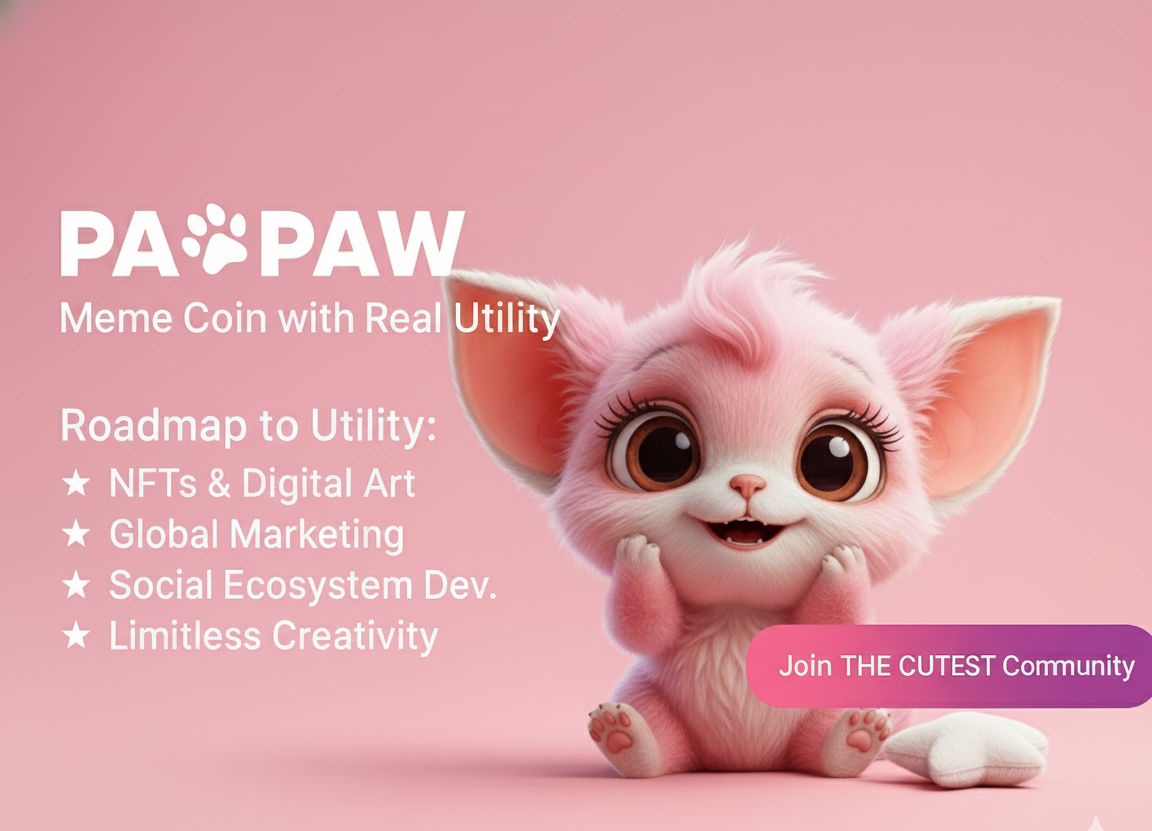 PA PAW
Meme Coin with Real Utility
Roadmap to Utility:
★ NFTs & Digital Art
★ Global Marketing
★ Social Ecosystem Dev.
★ Limitless Creativity
Join THE CUTEST Community